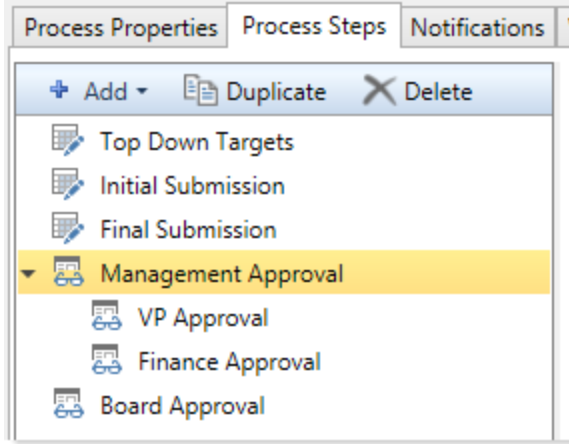 Process Properties Process Steps Notifications
Add Duplicate Delete
Top Down Targets
Initial Submission
Final Submission
Management Approval
VP Approval
Finance Approval
Board Approval